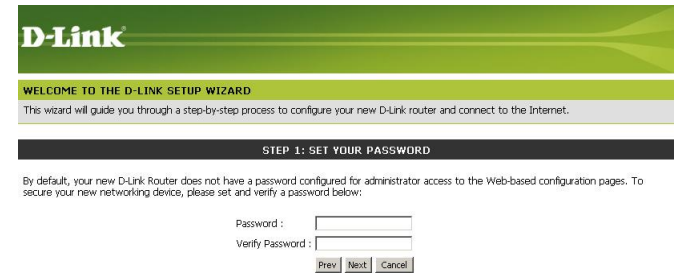 D-Link
WELCOME TO THE D-LINK SETUP WIZARD
This wizard will guide you through a step-by-step process to configure your new D-Link router and connect to the Internet.
STEP 1: SET YOUR PASSWORD
By default, your new D-Link Router does not have a password configured for administrator access to the Web-based configuration pages. To
secure your new networking device, please set and verify a password below:
Password :
Verify Password :
Prev Next Cancel